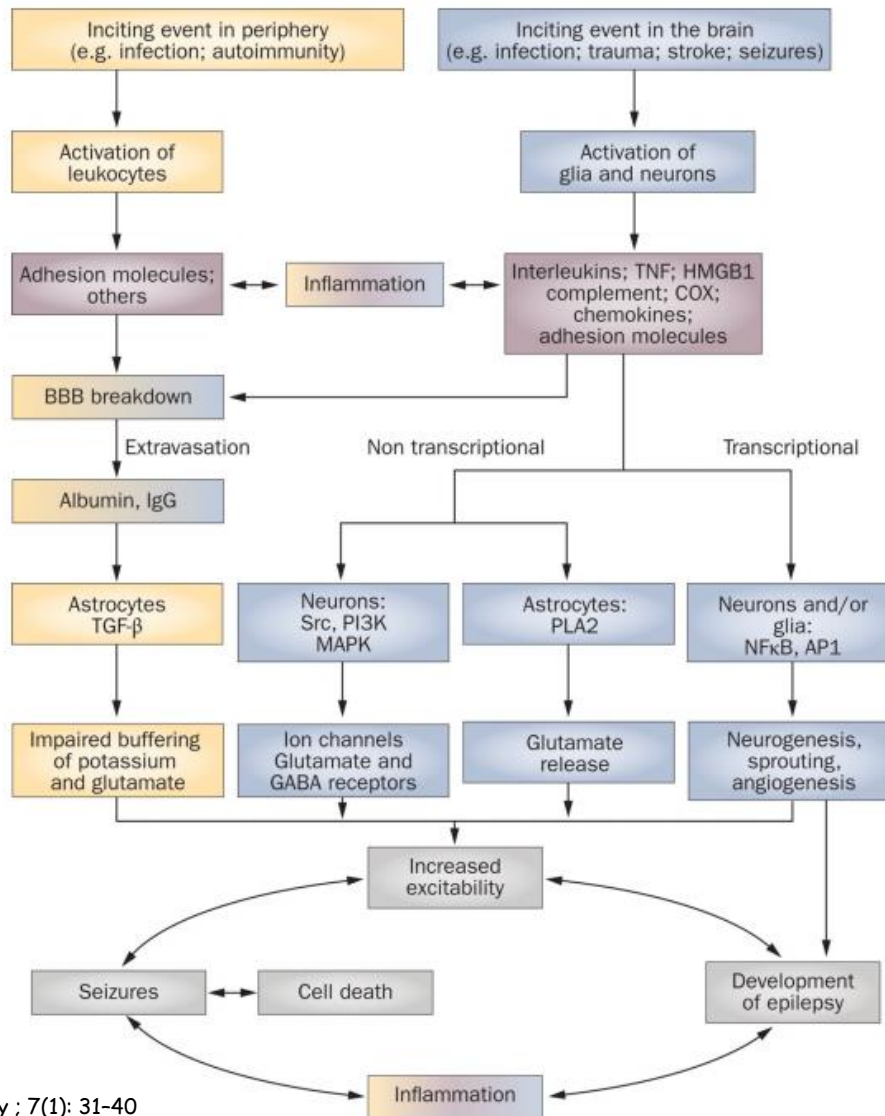 Inciting event in periphery
(e.g. infection; autoimmunity)
Inciting event in the brain
(e.g. infection; trauma; stroke; seizures)
Activation of
leukocytes
Activation of
glia and neurons
Adhesion molecules;
others
Inflammation
Interleukins; TNF; HMGB1
complement; COX;
chemokines;
adhesion molecules
BBB breakdown
Extravasation
Non transcriptional
Transcriptional
Albumin, IgG
Astrocytes
TGF-β
Neurons:
Src, PI3K
MAPK
Astrocytes:
PLA2
Neurons and/or
glia:
NFκB, AP1
Impaired buffering
of potassium
and glutamate
Ion channels
Glutamate and
GABA receptors
Glutamate
release
Neurogenesis,
sprouting,
angiogenesis
Increased
excitability
Seizures
Cell death
Development
of epilepsy
Inflammation
y ; 7(1): 31–40